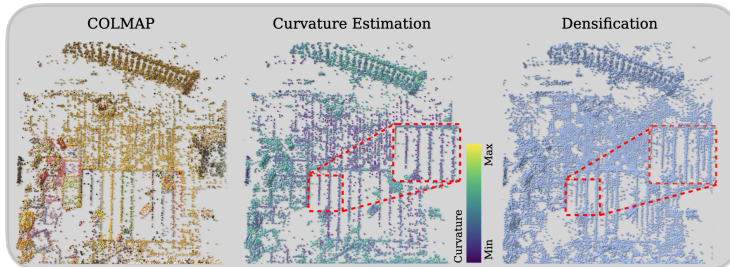 COLMAP
Curvature Estimation
Densification
Max
Curvature
Min